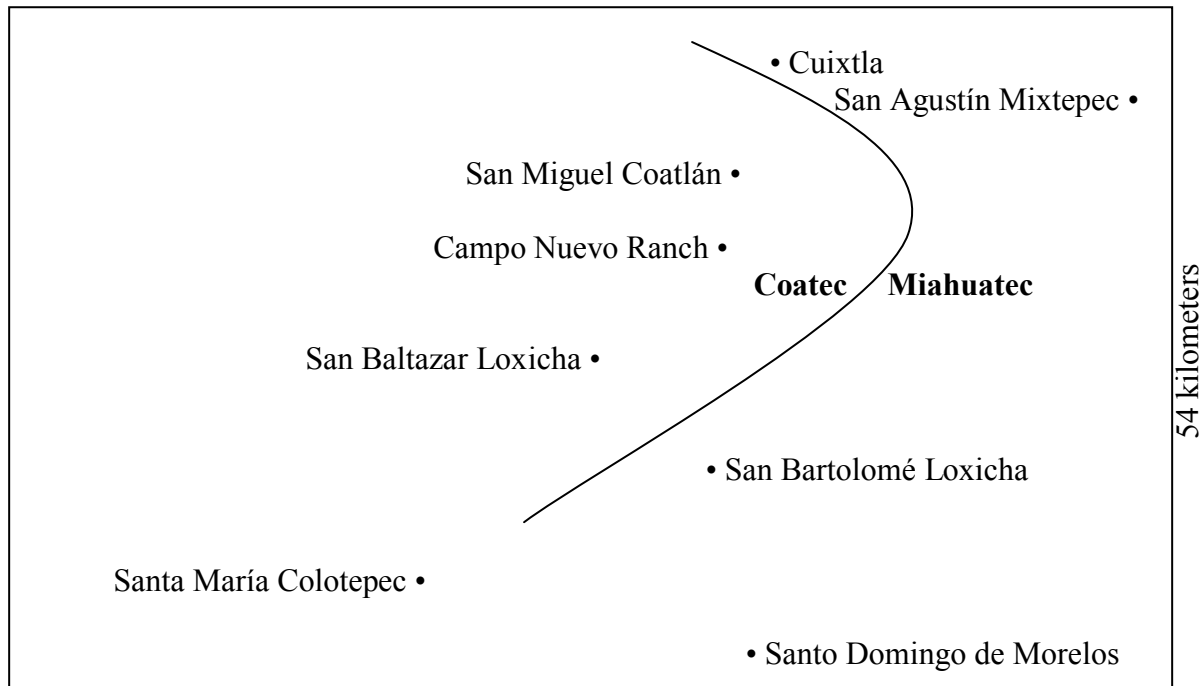 • Cuixtla
San Agustín Mixtepec •
San Miguel Coatlán •
Campo Nuevo Ranch •
Coatec Miahuatec
54 kilometers
San Baltazar Loxicha •
• San Bartolomé Loxicha
Santa María Colotepec •
• Santo Domingo de Morelos